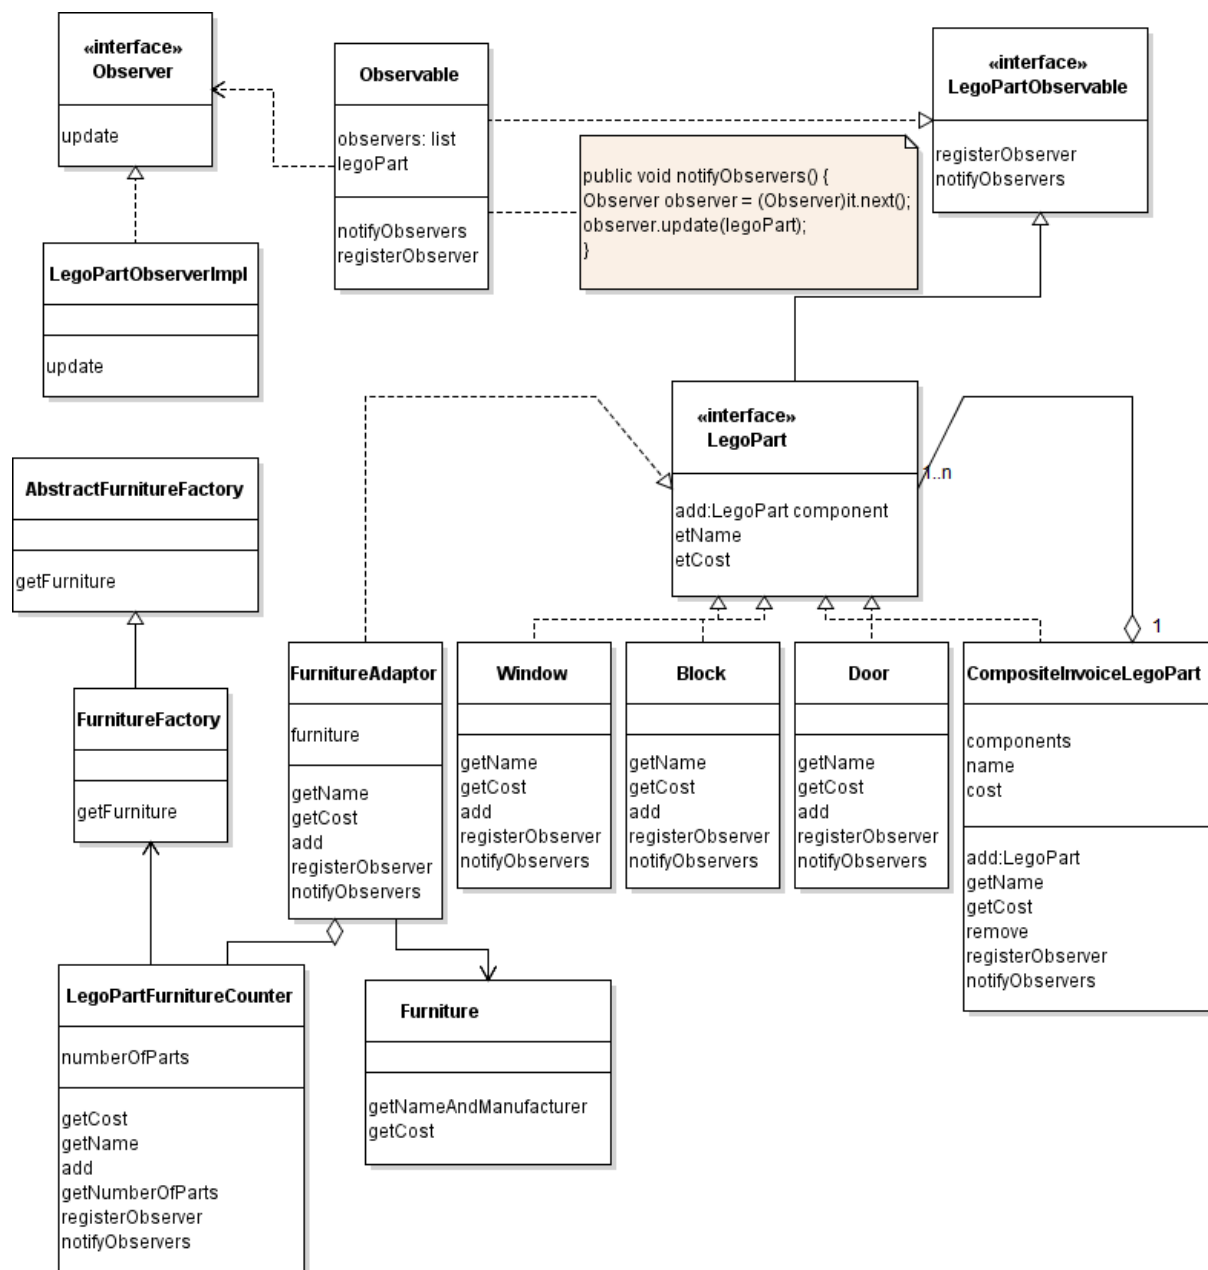 «interface»
Observer
update
Observable
observers: list
legoPart
notifyObservers
registerObserver
«interface»
LegoPartObservable
registerObserver
notifyObservers
public void notifyObservers() {
Observer observer = (Observer)it.next();
observer.update(legoPart);
}
LegoPartObserverImpl
update
«interface»
LegoPart
add:LegoPart component
etName
etCost
1..n
AbstractFurnitureFactory
getFurniture
FurnitureFactory
getFurniture
FurnitureAdaptor
furniture
getName
getCost
add
registerObserver
notifyObservers
Window
getName
getCost
add
registerObserver
notifyObservers
Block
getName
getCost
add
registerObserver
notifyObservers
Door
getName
getCost
add
registerObserver
notifyObservers
1
CompositeInvoiceLegoPart
components
name
cost
add:LegoPart
getName
getCost
remove
registerObserver
notifyObservers
LegoPartFurnitureCounter
numberOfParts
getCost
getName
add
getNumberOfParts
registerObserver
notifyObservers
Furniture
getNameAndManufacturer
getCost